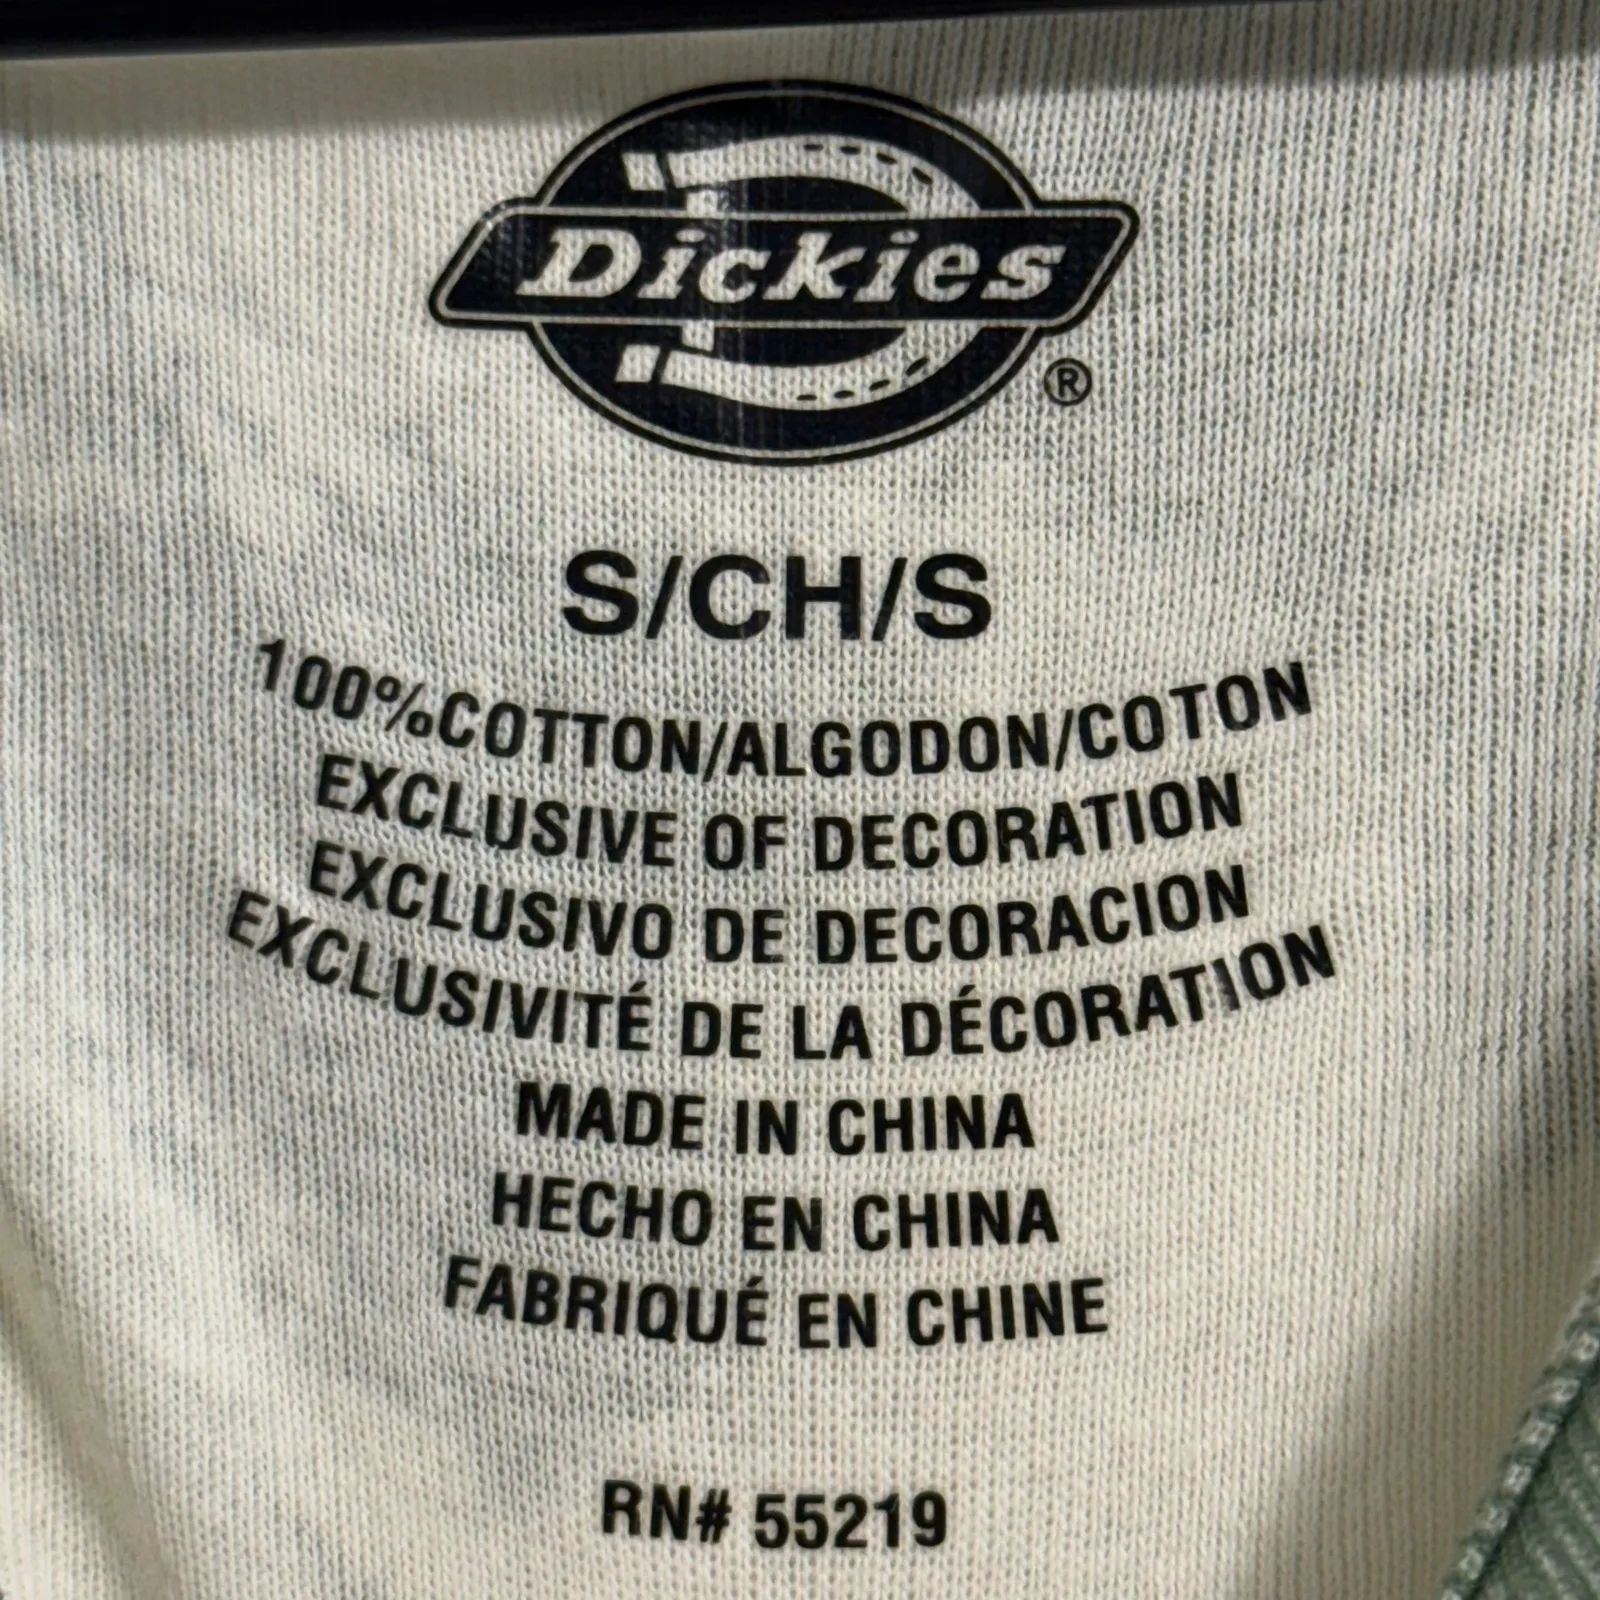 Dickies
®
S/CH/S
100%COTTON/ALGODON/COTON
EXCLUSIVE OF DECORATION
EXCLUSIVO DE DECORACION
EXCLUSIVITÉ DE LA DÉCORATION
MADE IN CHINA
HECHO EN CHINA
FABRIQUÉ EN CHINE
RN# 55219